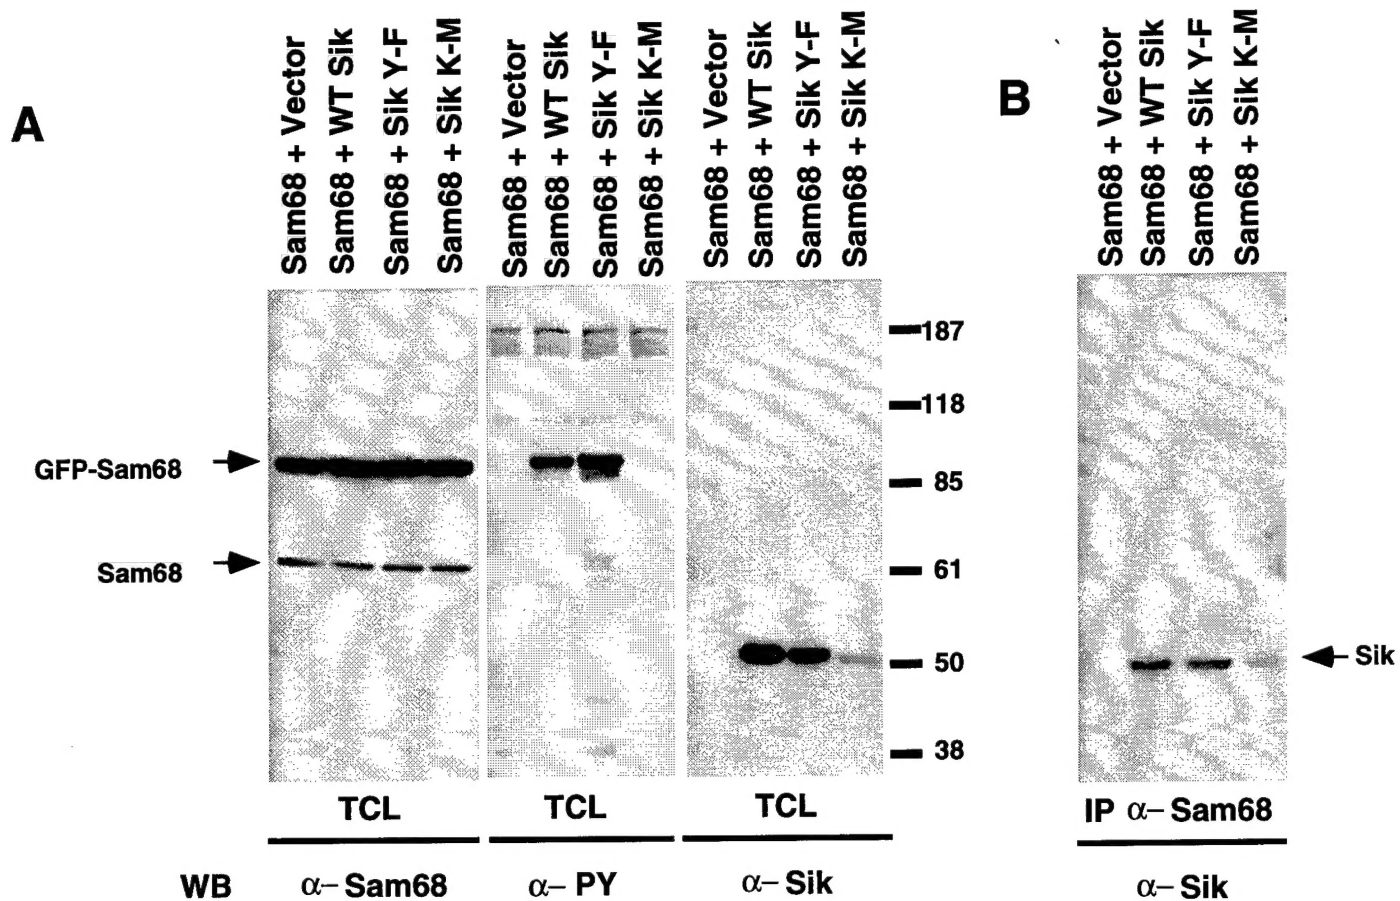 A
Sam68 + Vector
Sam68 + WT Sik
Sam68 + Sik Y-F
Sam68 + Sik K-M
Sam68 + Vector
Sam68 + WT Sik
Sam68 + Sik Y-F
Sam68 + Sik K-M
Sam68 + Vector
Sam68 + WT Sik
Sam68 + Sik Y-F
Sam68 + Sik K-M
187
118
85
61
50
38
GFP-Sam68
Sam68
TCL
TCL
TCL
WB
α– Sam68
α– PY
α– Sik
B
Sam68 + Vector
Sam68 + WT Sik
Sam68 + Sik Y-F
Sam68 + Sik K-M
Sik
IP α– Sam68
α– Sik